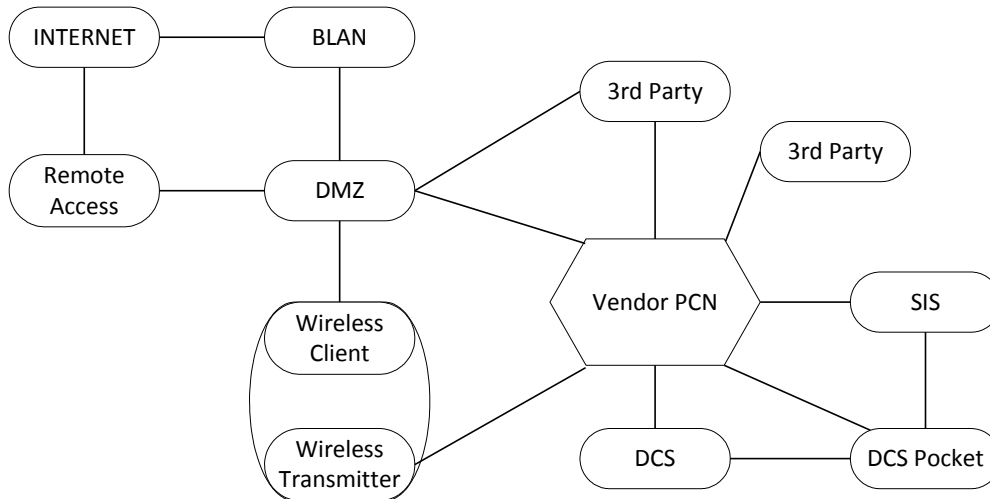 INTERNET
BLAN
3rd Party
3rd Party
Remote
Access
DMZ
Vendor PCN
SIS
Wireless
Client
Wireless
Transmitter
DCS
DCS Pocket